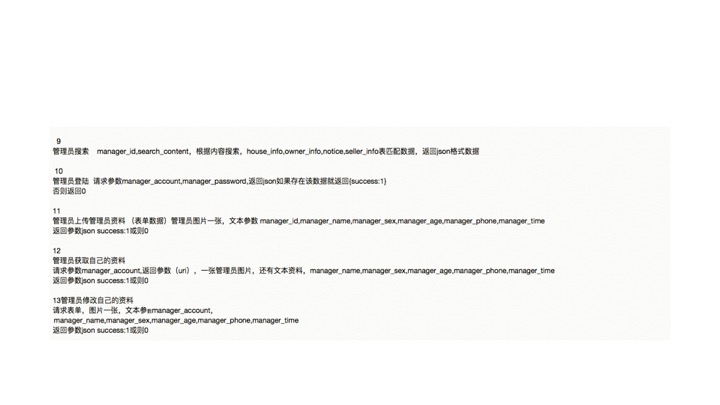 9
管理员搜索 manager_id,search_content，根据内容搜索，house_info,owner_info,notice,seller_info表匹配数据，返回json格式数据
10
管理员登陆 请求参数manager_account,manager_password,返回json如果存在该数据就返回{success:1}
否则返回0
11
管理员上传管理员资料 （表单数据）管理员图片一张，文本参数 manager_id,manager_name,manager_sex,manager_age,manager_phone,manager_time
返回参数json success:1或则0
12
管理员获取自己的资料
请求参数manager_account,返回参数（uri），一张管理员图片，还有文本资料，manager_name,manager_sex,manager_age,manager_phone,manager_time
返回参数json success:1或则0
13管理员修改自己的资料
请求表单，图片一张，文本参数manager_account,
manager_name,manager_sex,manager_age,manager_phone,manager_time
返回参数json success:1或则0